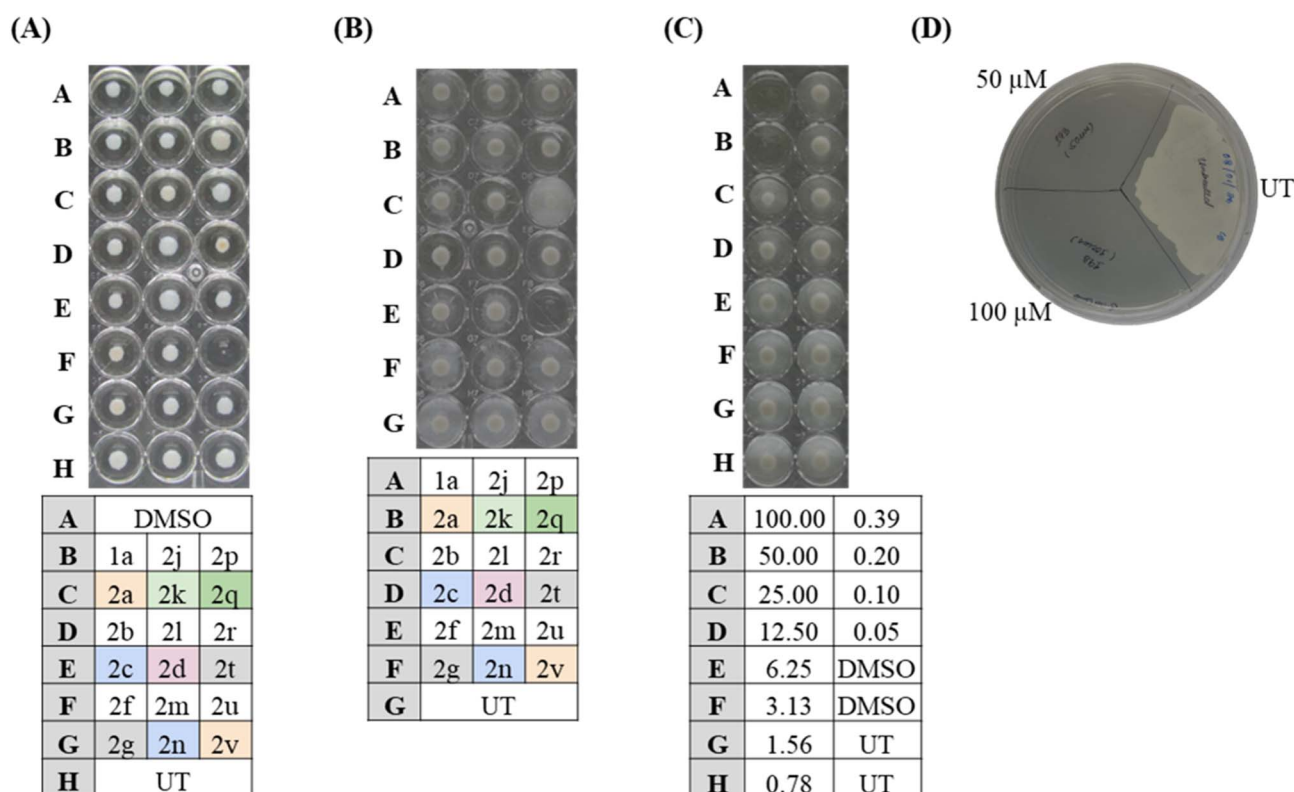 (A)
(B)
(C)
(D)
A
B
C
D
E
F
G
H
A
B
C
D
E
F
G
A
B
C
D
E
F
G
H
50 µM
UT
100 µM
A DMSO
B 1a 2j 2p
C 2a 2k 2q
D 2b 2l 2r
E 2c 2d 2t
F 2f 2m 2u
G 2g 2n 2v
H UT
A 1a 2j 2p
B 2a 2k 2q
C 2b 2l 2r
D 2c 2d 2t
E 2f 2m 2u
F 2g 2n 2v
G UT
A 100.00 0.39
B 50.00 0.20
C 25.00 0.10
D 12.50 0.05
E 6.25 DMSO
F 3.13 DMSO
G 1.56 UT
H 0.78 UT